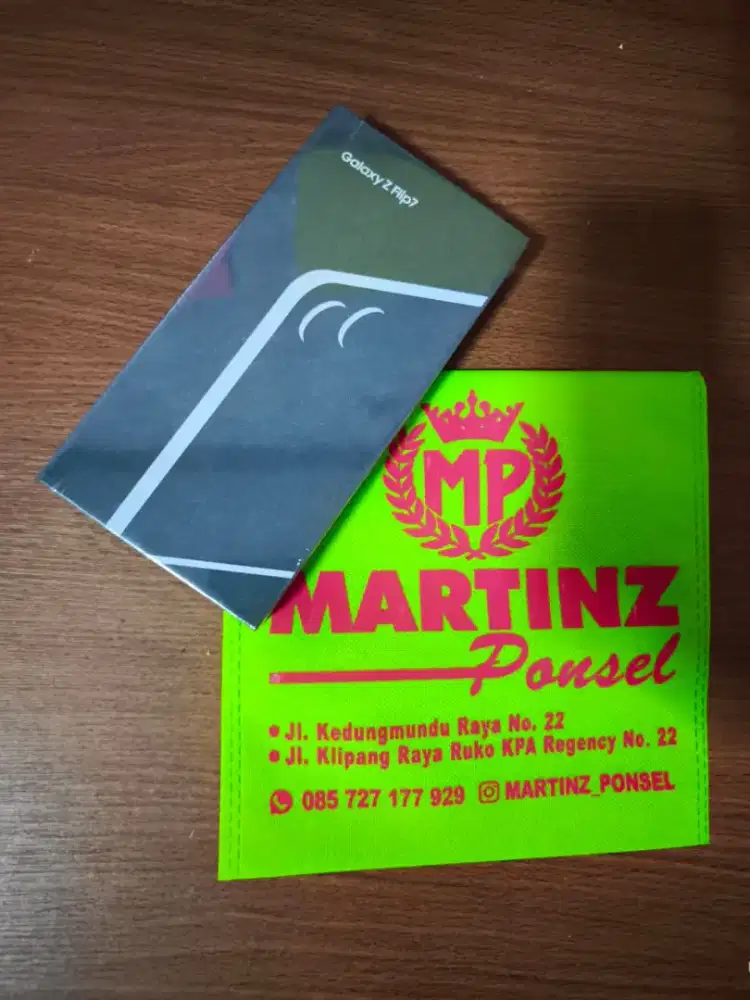 Galaxy Z Flip7
MP
MARTINZ
Ponsel
• Jl. Kedungmundu Raya No. 22
• Jl. Klipang Raya Ruko KPA Regency No. 22
085 727 177 929 MARTINZ_PONSEL